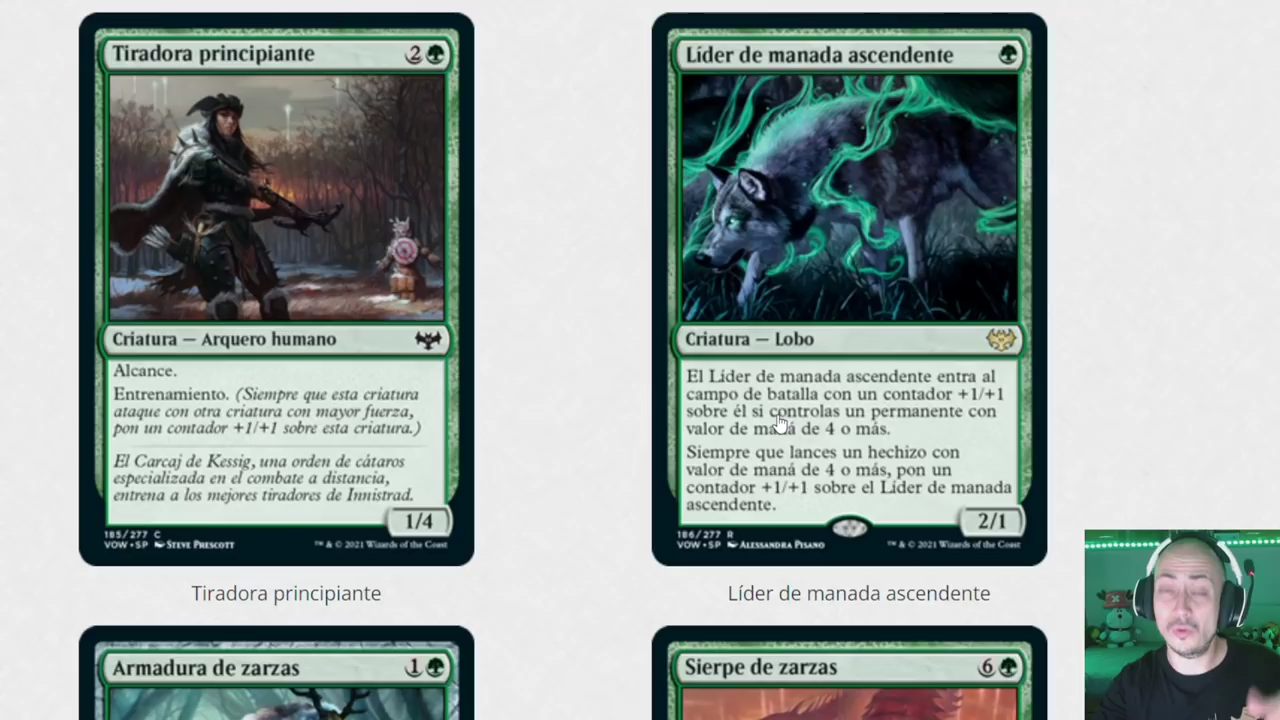 Tiradora principiante 2
Criatura — Arquero humano
Alcance.
Entrenamiento. (Siempre que esta criatura
ataque con otra criatura con mayor fuerza,
pon un contador +1/+1 sobre esta criatura.)
El Carcaj de Kessig, una orden de cátaros
especializada en el combate a distancia,
entrena a los mejores tiradores de Innistrad.
1/4
185/277 C
VOW • SP STEVE PRESCOTT
™ & © 2021 Wizards of the Coast
Tiradora principiante
Líder de manada ascendente
Criatura — Lobo
El Líder de manada ascendente entra al
campo de batalla con un contador +1/+1
sobre él si controlas un permanente con
valor de maná de 4 o más.
Siempre que lances un hechizo con
valor de maná de 4 o más, pon un
contador +1/+1 sobre el Líder de manada
ascendente.
2/1
186/277 R
VOW • SP ALESSANDRA PISANO
™ & © 2021 Wizards of the Coast
Líder de manada ascendente
Armadura de zarzas 1
Sierpe de zarzas 6